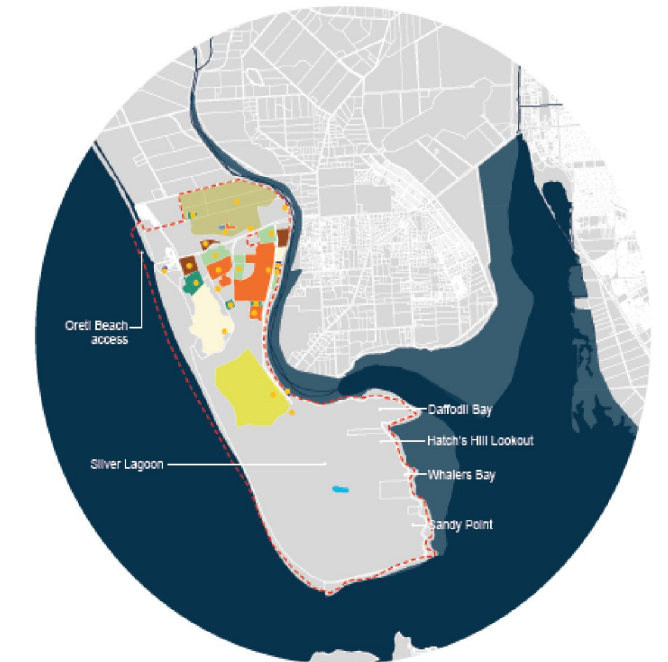 Oreti Beach
access
Daffodil Bay
Hatch's Hill Lookout
Silver Lagoon
Whalers Bay
Sandy Point